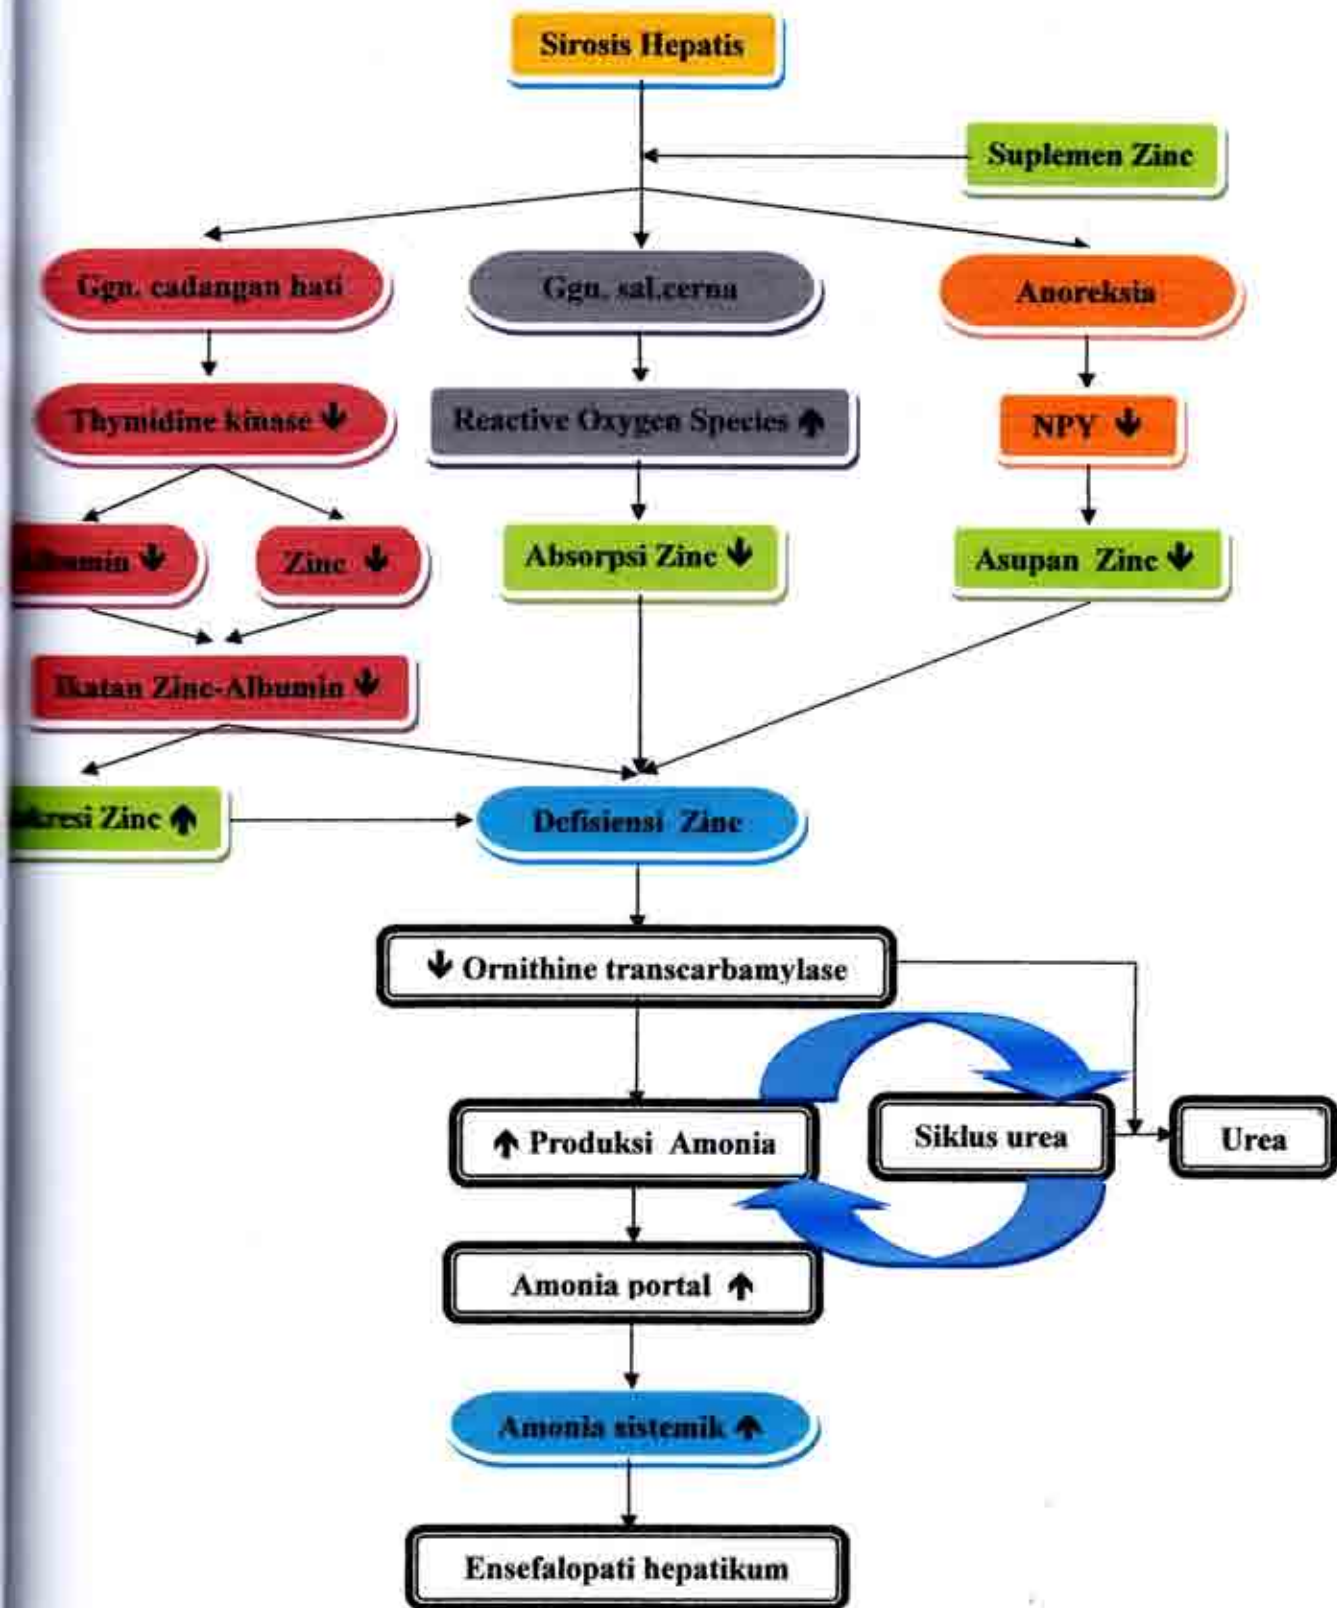 Sirosis Hepatis
Suplemen Zinc
Ggn. cadangan hati
Ggn. sal.cerna
Anoreksia
Thymidine kinase ↓
Reactive Oxygen Species ↑
NPY ↓
Albumin ↓
Zinc ↓
Absorpsi Zinc ↓
Asupan Zinc ↓
Ikatan Zinc-Albumin ↓
Zinc ↑
Defisiensi Zinc
↓ Ornithine transcarbamylase
↑ Produksi Amonia
Siklus urea
Urea
Amonia portal ↑
Amonia sistemik ↑
Ensefalopati hepatikum